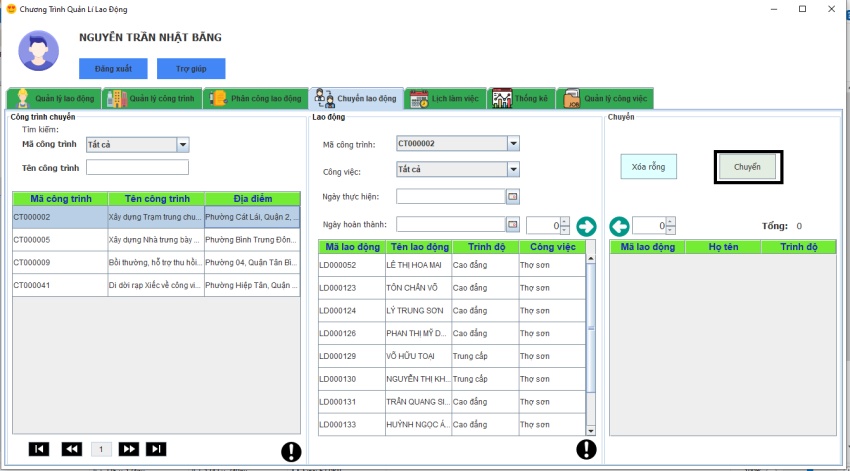 Chương Trình Quản Lí Lao Động
NGUYỄN TRẦN NHẬT BĂNG
Đăng xuất Trợ giúp
Quản lý lao động Quản lý công trình Phân công lao động Chuyển lao động Lịch làm việc Thống kê Quản lý công việc
Công trình chuyển
Tìm kiếm:
Mã công trình Tất cả
Tên công trình
Mã công trình Tên công trình Địa điểm
CT000002 Xây dựng Trạm trung chu... Phường Cát Lái, Quận 2, ...
CT000005 Xây dựng Nhà trưng bày ... Phường Bình Trưng Đôn...
CT000009 Bồi thường, hỗ trợ thu hồi... Phường 04, Quận Tân Bì...
CT000041 Di dời rạp Xiếc về công vi... Phường Hiệp Tân, Quận ...
1
Lao động
Mã công trình: CT000002
Công việc: Tất cả
Ngày thực hiện:
Ngày hoàn thành: 0
Mã lao động Tên lao động Trình độ Công việc
LD000052 LÊ THỊ HOA MAI Cao đẳng Thợ sơn
LD000123 TÔN CHẤN VÕ Cao đẳng Thợ sơn
LD000124 LÝ TRUNG SƠN Cao đẳng Thợ sơn
LD000126 PHAN THỊ MỸ D... Cao đẳng Thợ sơn
LD000129 VÕ HỮU TOẠI Trung cấp Thợ sơn
LD000130 NGUYỄN THỊ KH... Trung cấp Thợ sơn
LD000131 TRẦN QUANG SI... Cao đẳng Thợ sơn
LD000133 HUỲNH NGỌC Á... Cao đẳng Thợ sơn
Chuyển
Xóa rỗng Chuyển
0 Tổng: 0
Mã lao động Họ tên Trình độ